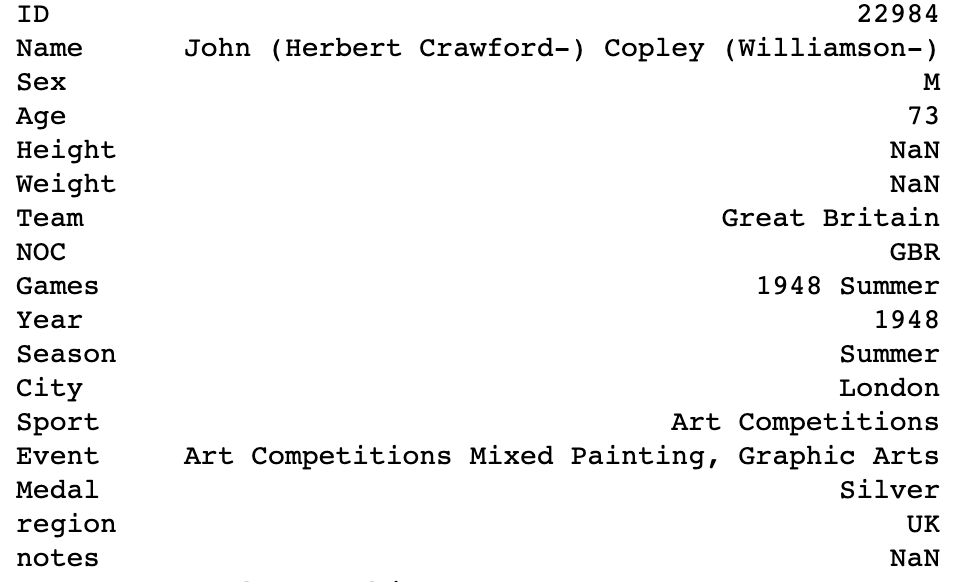 ID 22984
Name John (Herbert Crawford-) Copley (Williamson-)
Sex M
Age 73
Height NaN
Weight NaN
Team Great Britain
NOC GBR
Games 1948 Summer
Year 1948
Season Summer
City London
Sport Art Competitions
Event Art Competitions Mixed Painting, Graphic Arts
Medal Silver
region UK
notes NaN